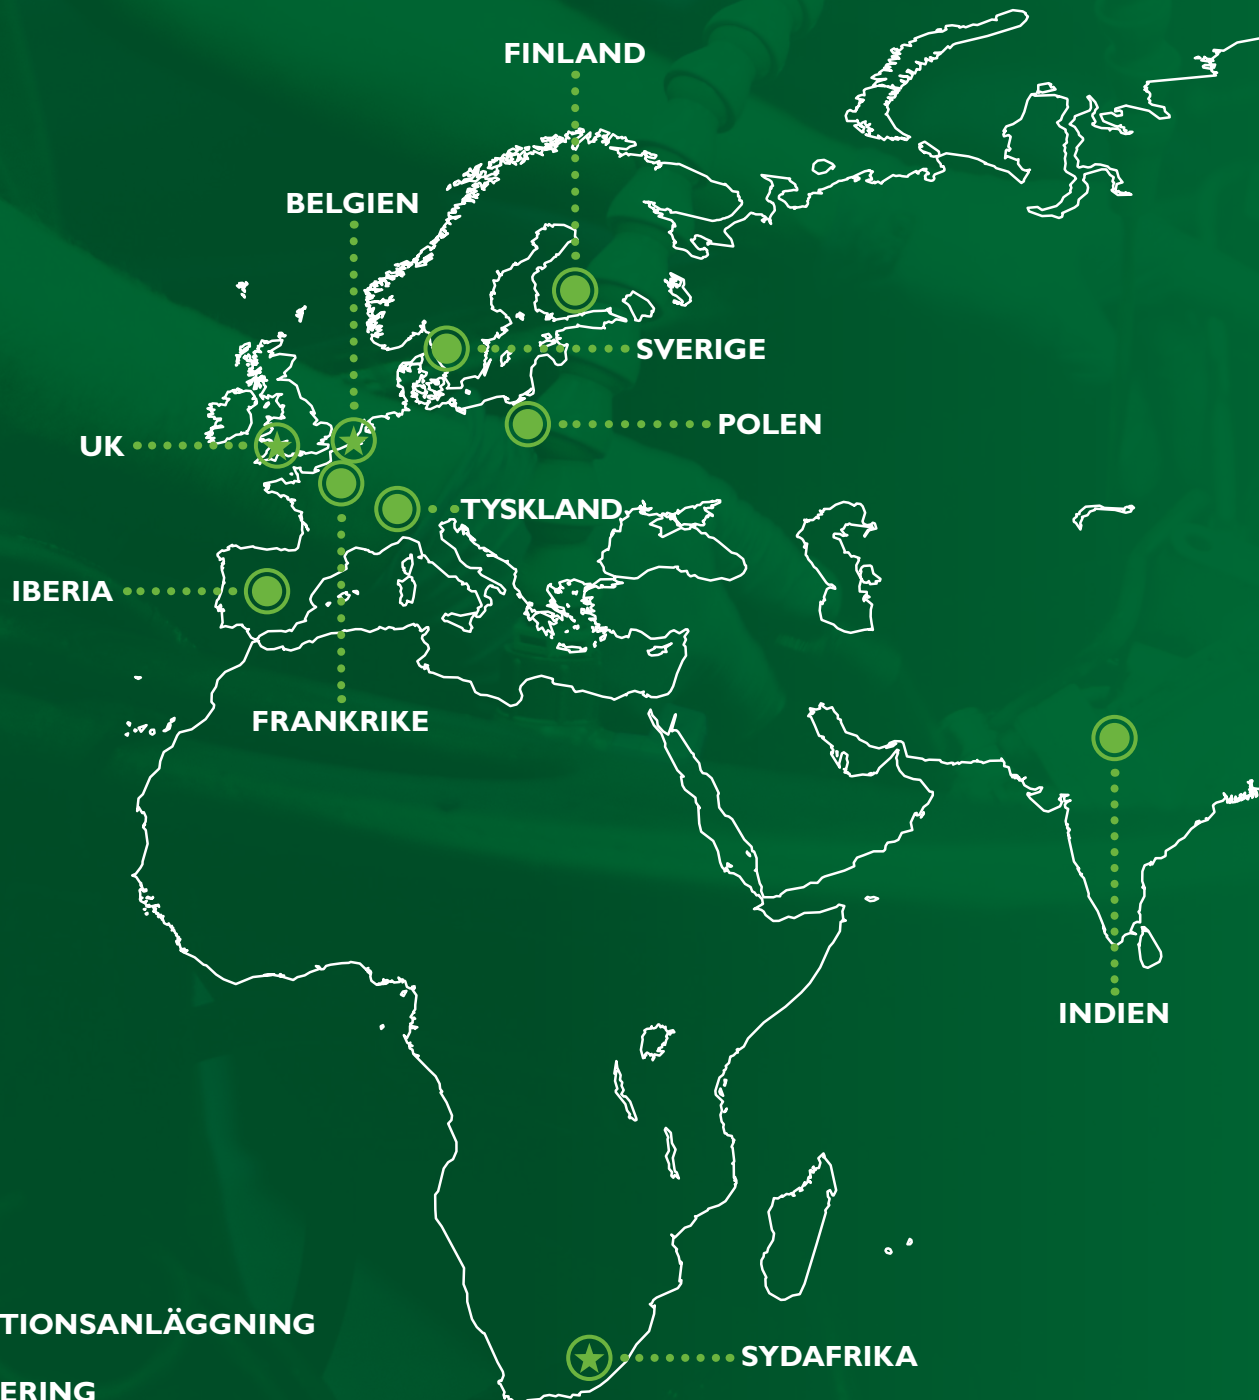 FINLAND
BELGIEN
SVERIGE
POLEN
UK
TYSKLAND
IBERIA
FRANKRIKE
INDIEN
TIONSANLÄGGNING
SYDAFRIKA
ERING